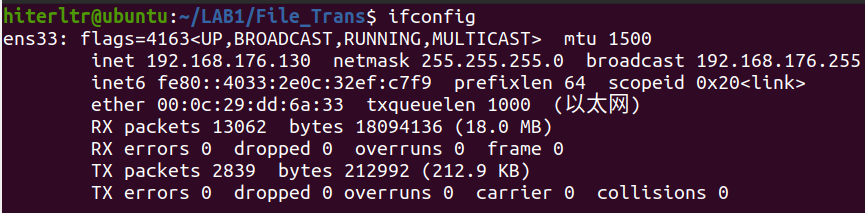 hiterltr@ubuntu:~/LAB1/File_Trans$ ifconfig
ens33: flags=4163<UP,BROADCAST,RUNNING,MULTICAST>  mtu 1500
        inet 192.168.176.130  netmask 255.255.255.0  broadcast 192.168.176.255
        inet6 fe80::4033:2e0c:32ef:c7f9  prefixlen 64  scopeid 0x20<link>
        ether 00:0c:29:dd:6a:33  txqueuelen 1000  (以太网)
        RX packets 13062  bytes 18094136 (18.0 MB)
        RX errors 0  dropped 0  overruns 0  frame 0
        TX packets 2839  bytes 212992 (212.9 KB)
        TX errors 0  dropped 0 overruns 0  carrier 0  collisions 0